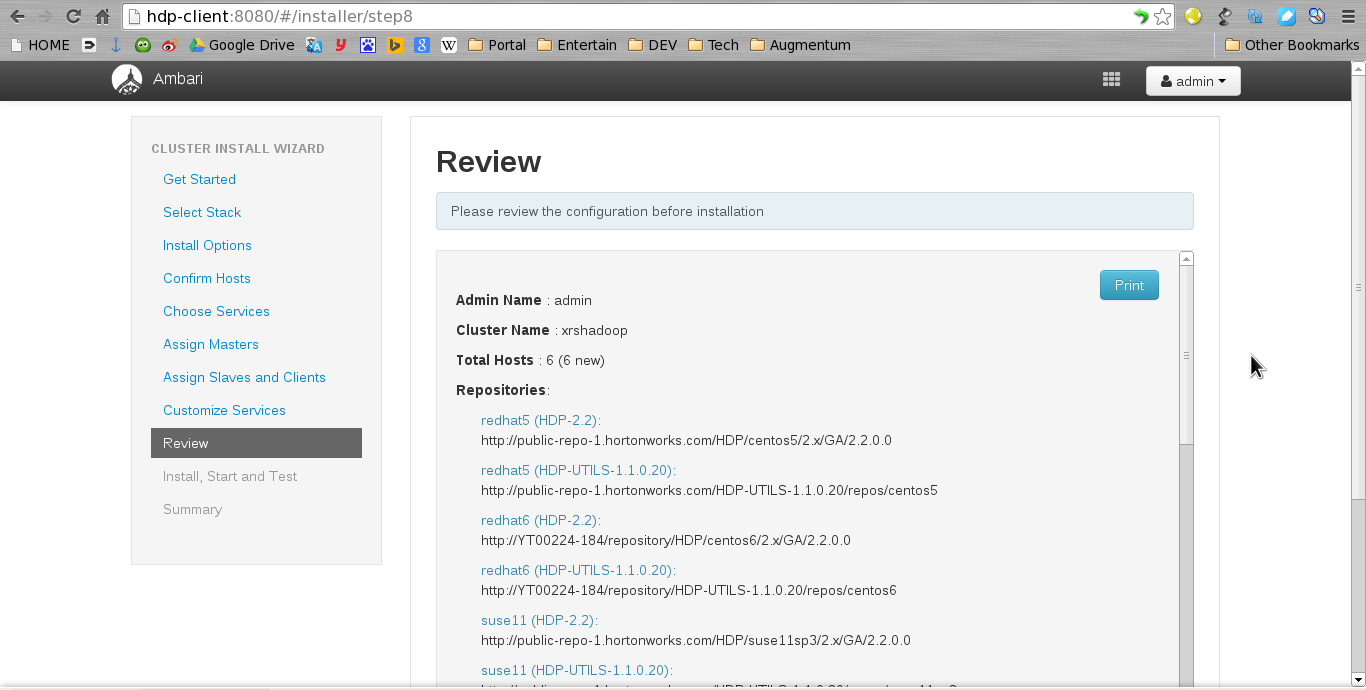 hdp-client:8080/#/installer/step8
HOME
Google Drive
Portal
Entertain
DEV
Tech
Augmentum
Other Bookmarks
Ambari
admin
CLUSTER INSTALL WIZARD
Get Started
Select Stack
Install Options
Confirm Hosts
Choose Services
Assign Masters
Assign Slaves and Clients
Customize Services
Review
Install, Start and Test
Summary
Review
Please review the configuration before installation
Print
Admin Name : admin
Cluster Name : xrshadoop
Total Hosts : 6 (6 new)
Repositories:
redhat5 (HDP-2.2):
http://public-repo-1.hortonworks.com/HDP/centos5/2.x/GA/2.2.0.0
redhat5 (HDP-UTILS-1.1.0.20):
http://public-repo-1.hortonworks.com/HDP-UTILS-1.1.0.20/repos/centos5
redhat6 (HDP-2.2):
http://YT00224-184/repository/HDP/centos6/2.x/GA/2.2.0.0
redhat6 (HDP-UTILS-1.1.0.20):
http://YT00224-184/repository/HDP-UTILS-1.1.0.20/repos/centos6
suse11 (HDP-2.2):
http://public-repo-1.hortonworks.com/HDP/suse11sp3/2.x/GA/2.2.0.0
suse11 (HDP-UTILS-1.1.0.20):